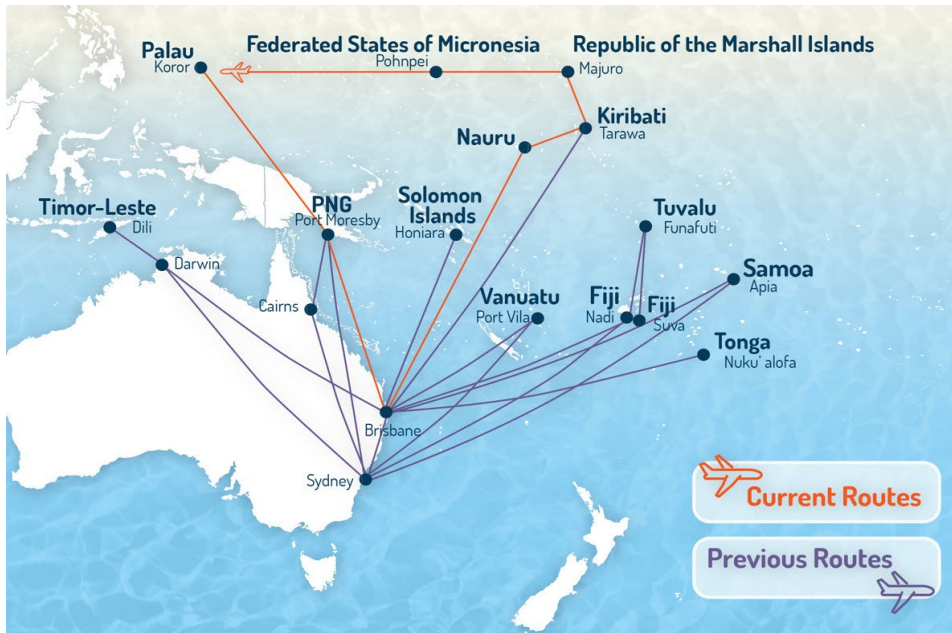 Palau
Koror
Federated States of Micronesia
Pohnpei
Republic of the Marshall Islands
Majuro
Kiribati
Tarawa
Nauru
Timor-Leste
Dili
PNG
Port Moresby
Solomon
Islands
Honiara
Tuvalu
Funafuti
Darwin
Samoa
Apia
Cairns
Vanuatu
Port Vila
Fiji
Nadi
Fiji
Suva
Tonga
Nuku' alofa
Brisbane
Sydney
Current Routes
Previous Routes